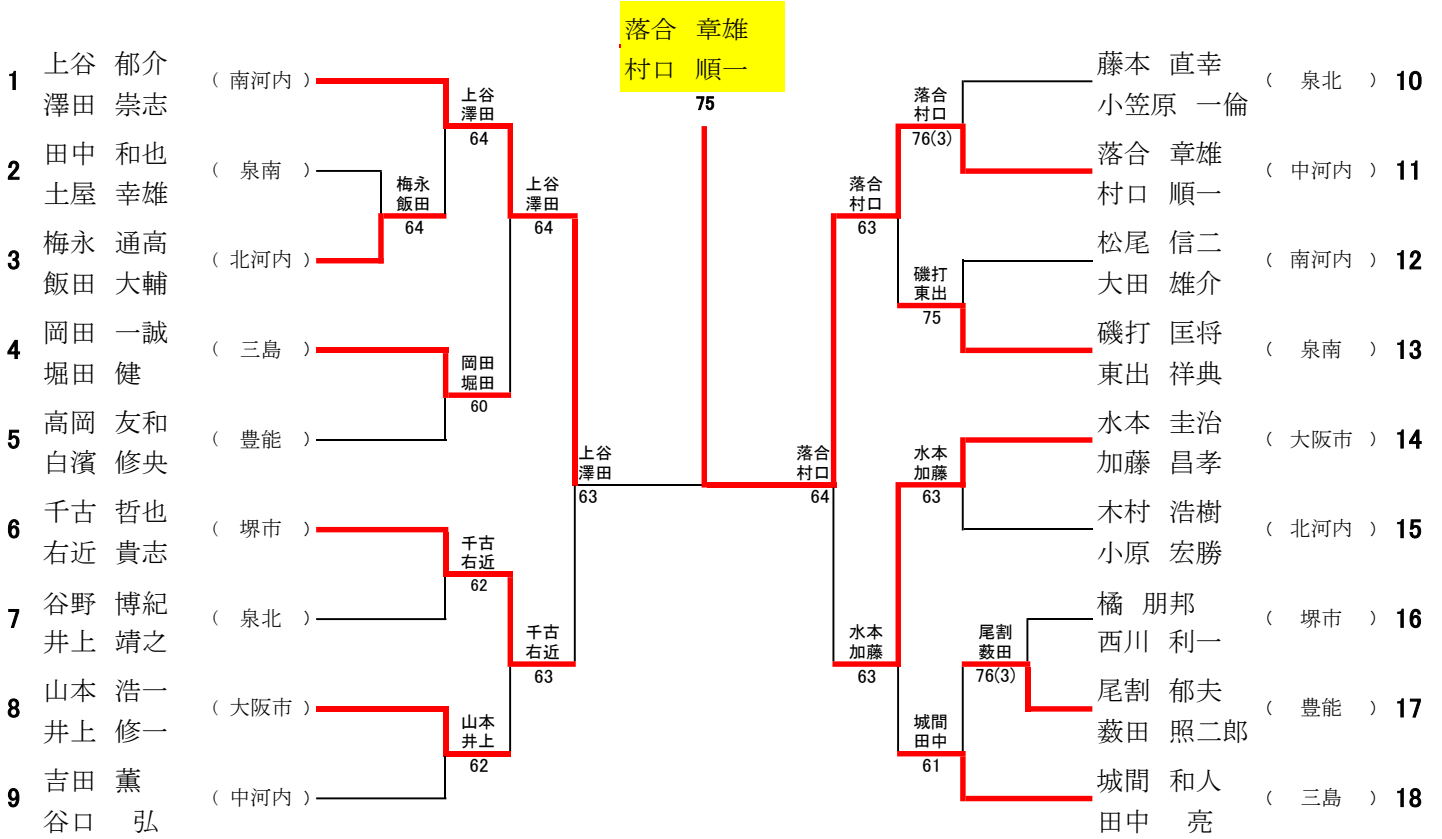 落合 章雄
村口 順一
75
1 上谷 郁介 ( 南河内 )
澤田 崇志
2 田中 和也 ( 泉南 )
土屋 幸雄
3 梅永 通高 ( 北河内 )
飯田 大輔
4 岡田 一誠 ( 三島 )
堀田 健
5 高岡 友和 ( 豊能 )
白濱 修央
6 千古 哲也 ( 堺市 )
右近 貴志
7 谷野 博紀 ( 泉北 )
井上 靖之
8 山本 浩一 ( 大阪市 )
井上 修一
9 吉田 薫 ( 中河内 )
谷口 弘
梅永
飯田
64
上谷
澤田
64
岡田
堀田
60
千古
右近
62
山本
井上
62
上谷
澤田
64
千古
右近
63
上谷
澤田
63
落合
村口
64
落合
村口
63
水本
加藤
63
落合
村口
76(3)
磯打
東出
75
水本
加藤
63
城間
田中
61
尾割
薮田
76(3)
藤本 直幸 ( 泉北 ) 10
小笠原 一倫
落合 章雄 ( 中河内 ) 11
村口 順一
松尾 信二 ( 南河内 ) 12
大田 雄介
磯打 匡将 ( 泉南 ) 13
東出 祥典
水本 圭治 ( 大阪市 ) 14
加藤 昌孝
木村 浩樹 ( 北河内 ) 15
小原 宏勝
橘 朋邦 ( 堺市 ) 16
西川 利一
尾割 郁夫 ( 豊能 ) 17
薮田 照二郎
城間 和人 ( 三島 ) 18
田中 亮